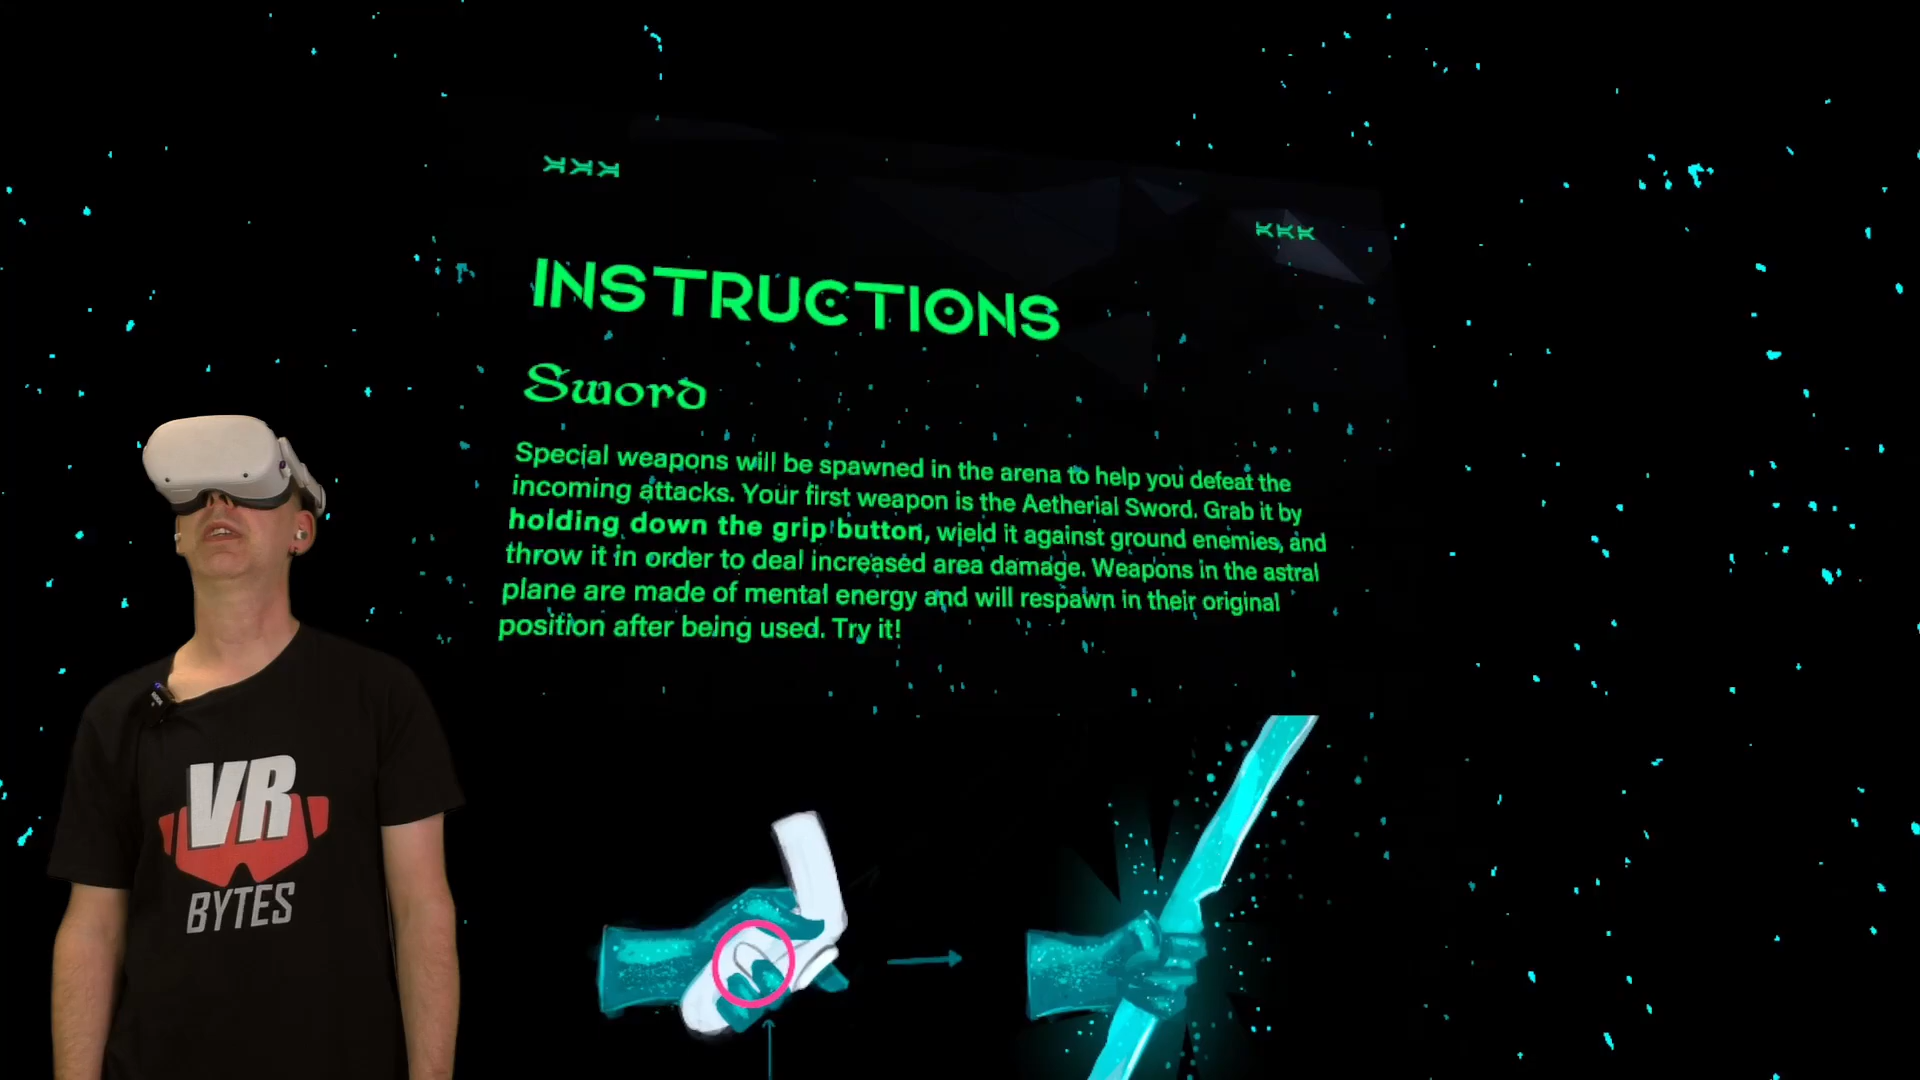 INSTRUCTIONS
Sword
Special weapons will be spawned in the arena to help you defeat the
incoming attacks. Your first weapon is the Aetherial Sword. Grab it by
holding down the grip button, wield it against ground enemies, and
throw it in order to deal increased area damage. Weapons in the astral
plane are made of mental energy and will respawn in their original
position after being used. Try it!
VR
BYTES